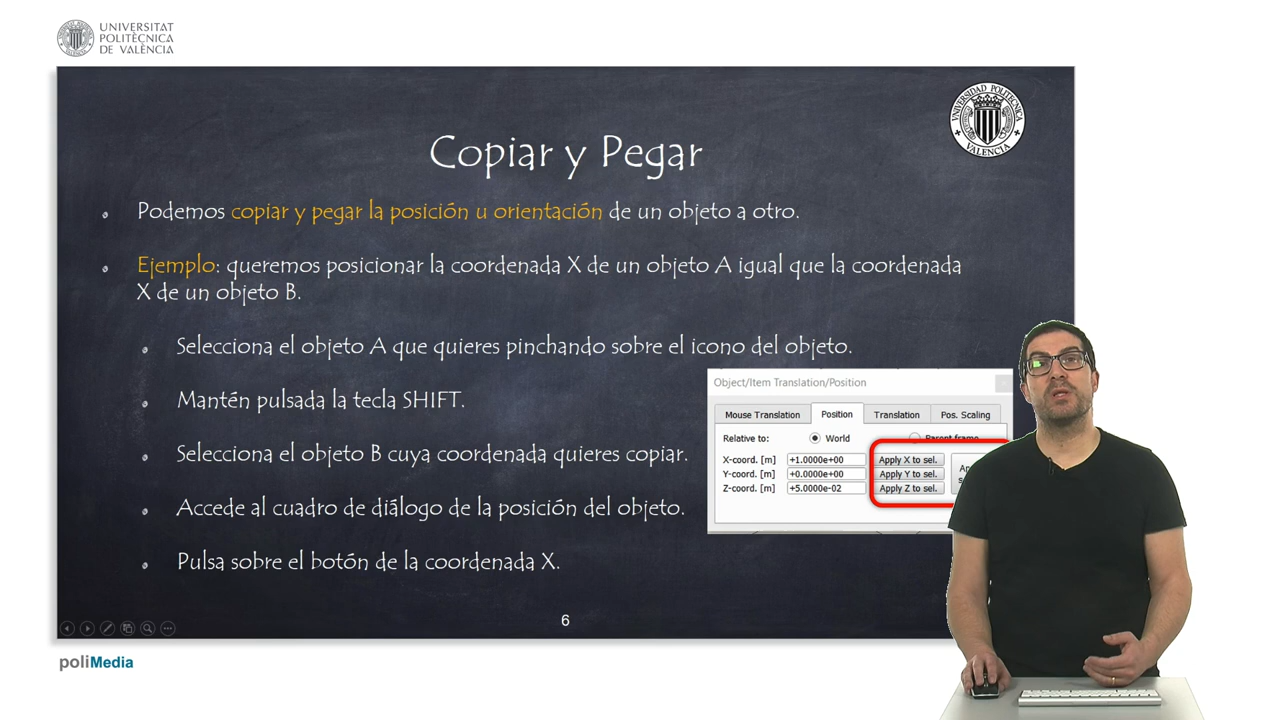 UNIVERSITAT
POLITÈCNICA
DE VALÈNCIA
UNIVERSIDAD POLITECNICA
VALENCIA
Copiar y Pegar
Podemos copiar y pegar la posición u orientación de un objeto a otro.
Ejemplo: queremos posicionar la coordenada X de un objeto A igual que la coordenada
X de un objeto B.
Selecciona el objeto A que quieres pinchando sobre el icono del objeto.
Mantén pulsada la tecla SHIFT.
Selecciona el objeto B cuya coordenada quieres copiar.
Accede al cuadro de diálogo de la posición del objeto.
Pulsa sobre el botón de la coordenada X.
Object/Item Translation/Position
Mouse Translation Position Translation Pos. Scaling
Relative to: World Parent frame
X-coord. [m] +1.0000e+00 Apply X to sel.
Y-coord. [m] +0.0000e+00 Apply Y to sel.
Z-coord. [m] +5.0000e-02 Apply Z to sel.
6
poliMedia